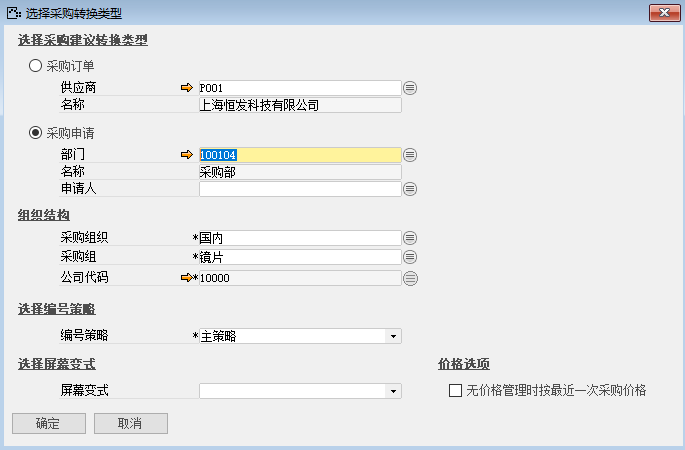 选择采购转换类型
选择采购建议转换类型
采购订单
供应商 P001
名称 上海恒发科技有限公司
采购申请
部门 100104
名称 采购部
申请人
组织结构
采购组织 *国内
采购组 *镜片
公司代码 *10000
选择编号策略
编号策略 *主策略
选择屏幕变式 价格选项
屏幕变式 无价格管理时按最近一次采购价格
确定 取消